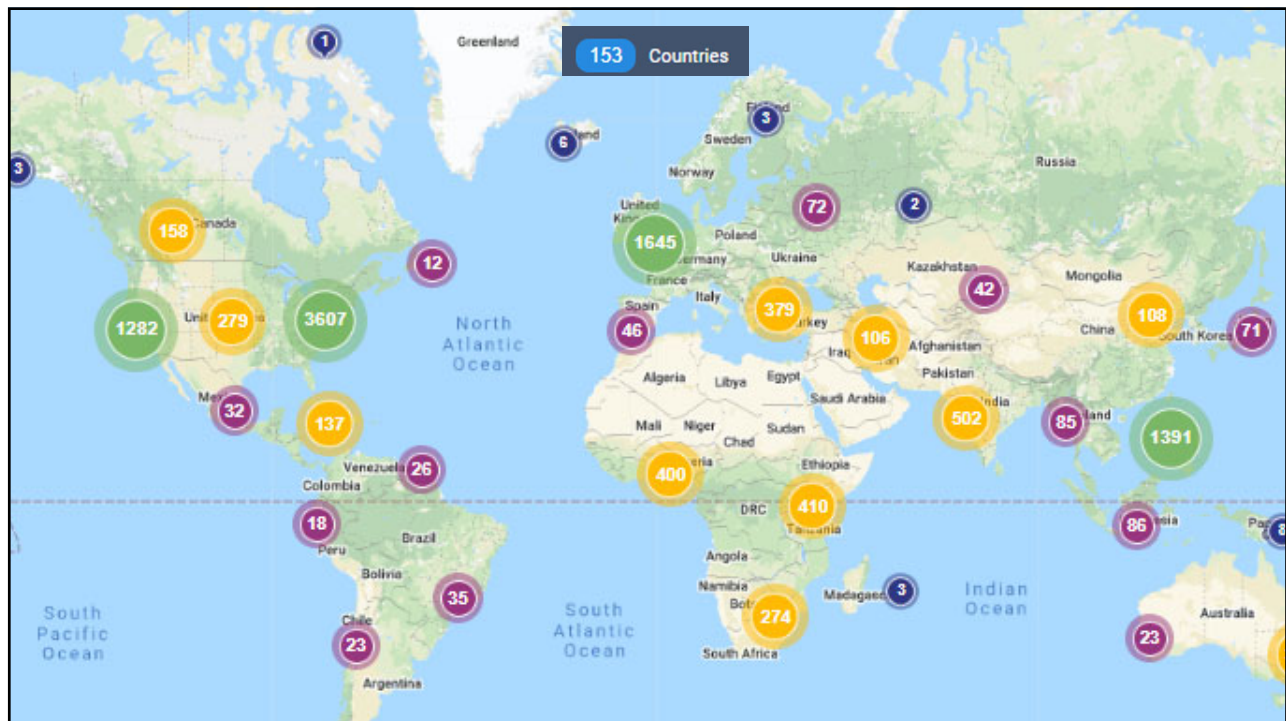 1
Greenland
153 Countries
3
6
Sweden
Russia
3
Norway
United
72
2
158
1645
Poland
12
Ukraine
Kazakhstan
Mongolia
France
42
1282
279
3607
Spain
Italy
379
108
North
Atlantic
Ocean
46
106
China
71
South Korea
Afghanistan
Pakistan
Algeria
Libya
Egypt
Saudi Arabia
32
137
502
85
1391
Mali
Niger
Chad
Sudan
Venezuela
26
400
Ethiopia
Colombia
18
DRC
410
Tanzania
86
8
Peru
Brazil
Angola
Bolivia
Namibia
3
Indian
Ocean
35
South
Pacific
Ocean
South
Atlantic
Ocean
274
Australia
Chile
23
23
South Africa
Argentina